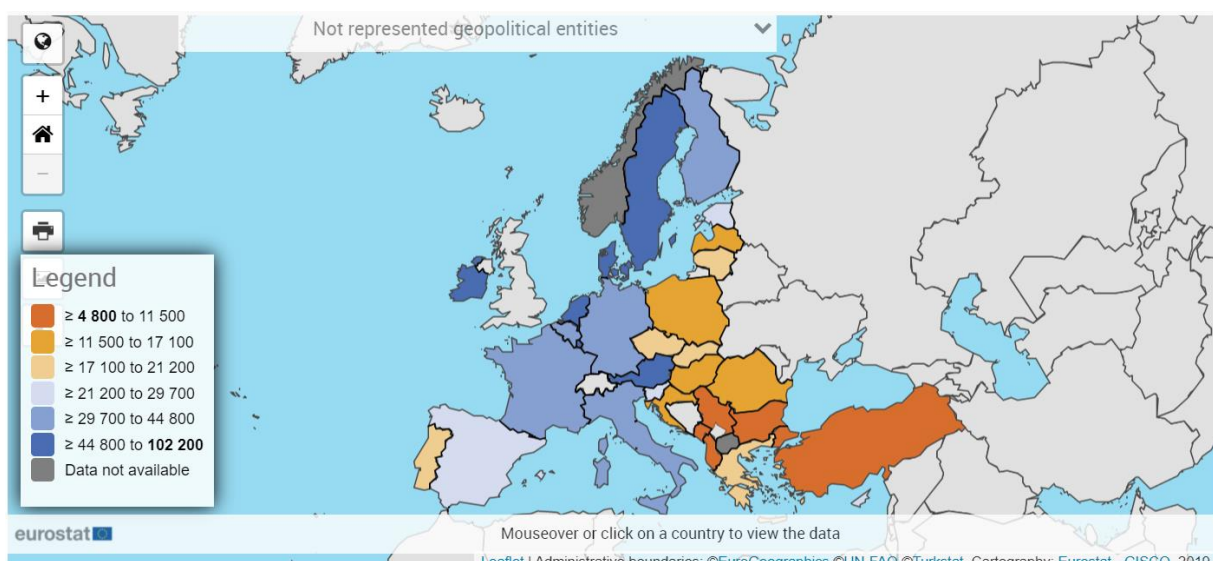 Not represented geopolitical entities
+
−
Legend
≥ 4 800 to 11 500
≥ 11 500 to 17 100
≥ 17 100 to 21 200
≥ 21 200 to 29 700
≥ 29 700 to 44 800
≥ 44 800 to 102 200
Data not available
eurostat
Mouseover or click on a country to view the data
Leaflet | Administrative boundaries: ©EuroGeographics ©UN-FAO ©Turkstat, Cartography: Eurostat - GISCO, 2019